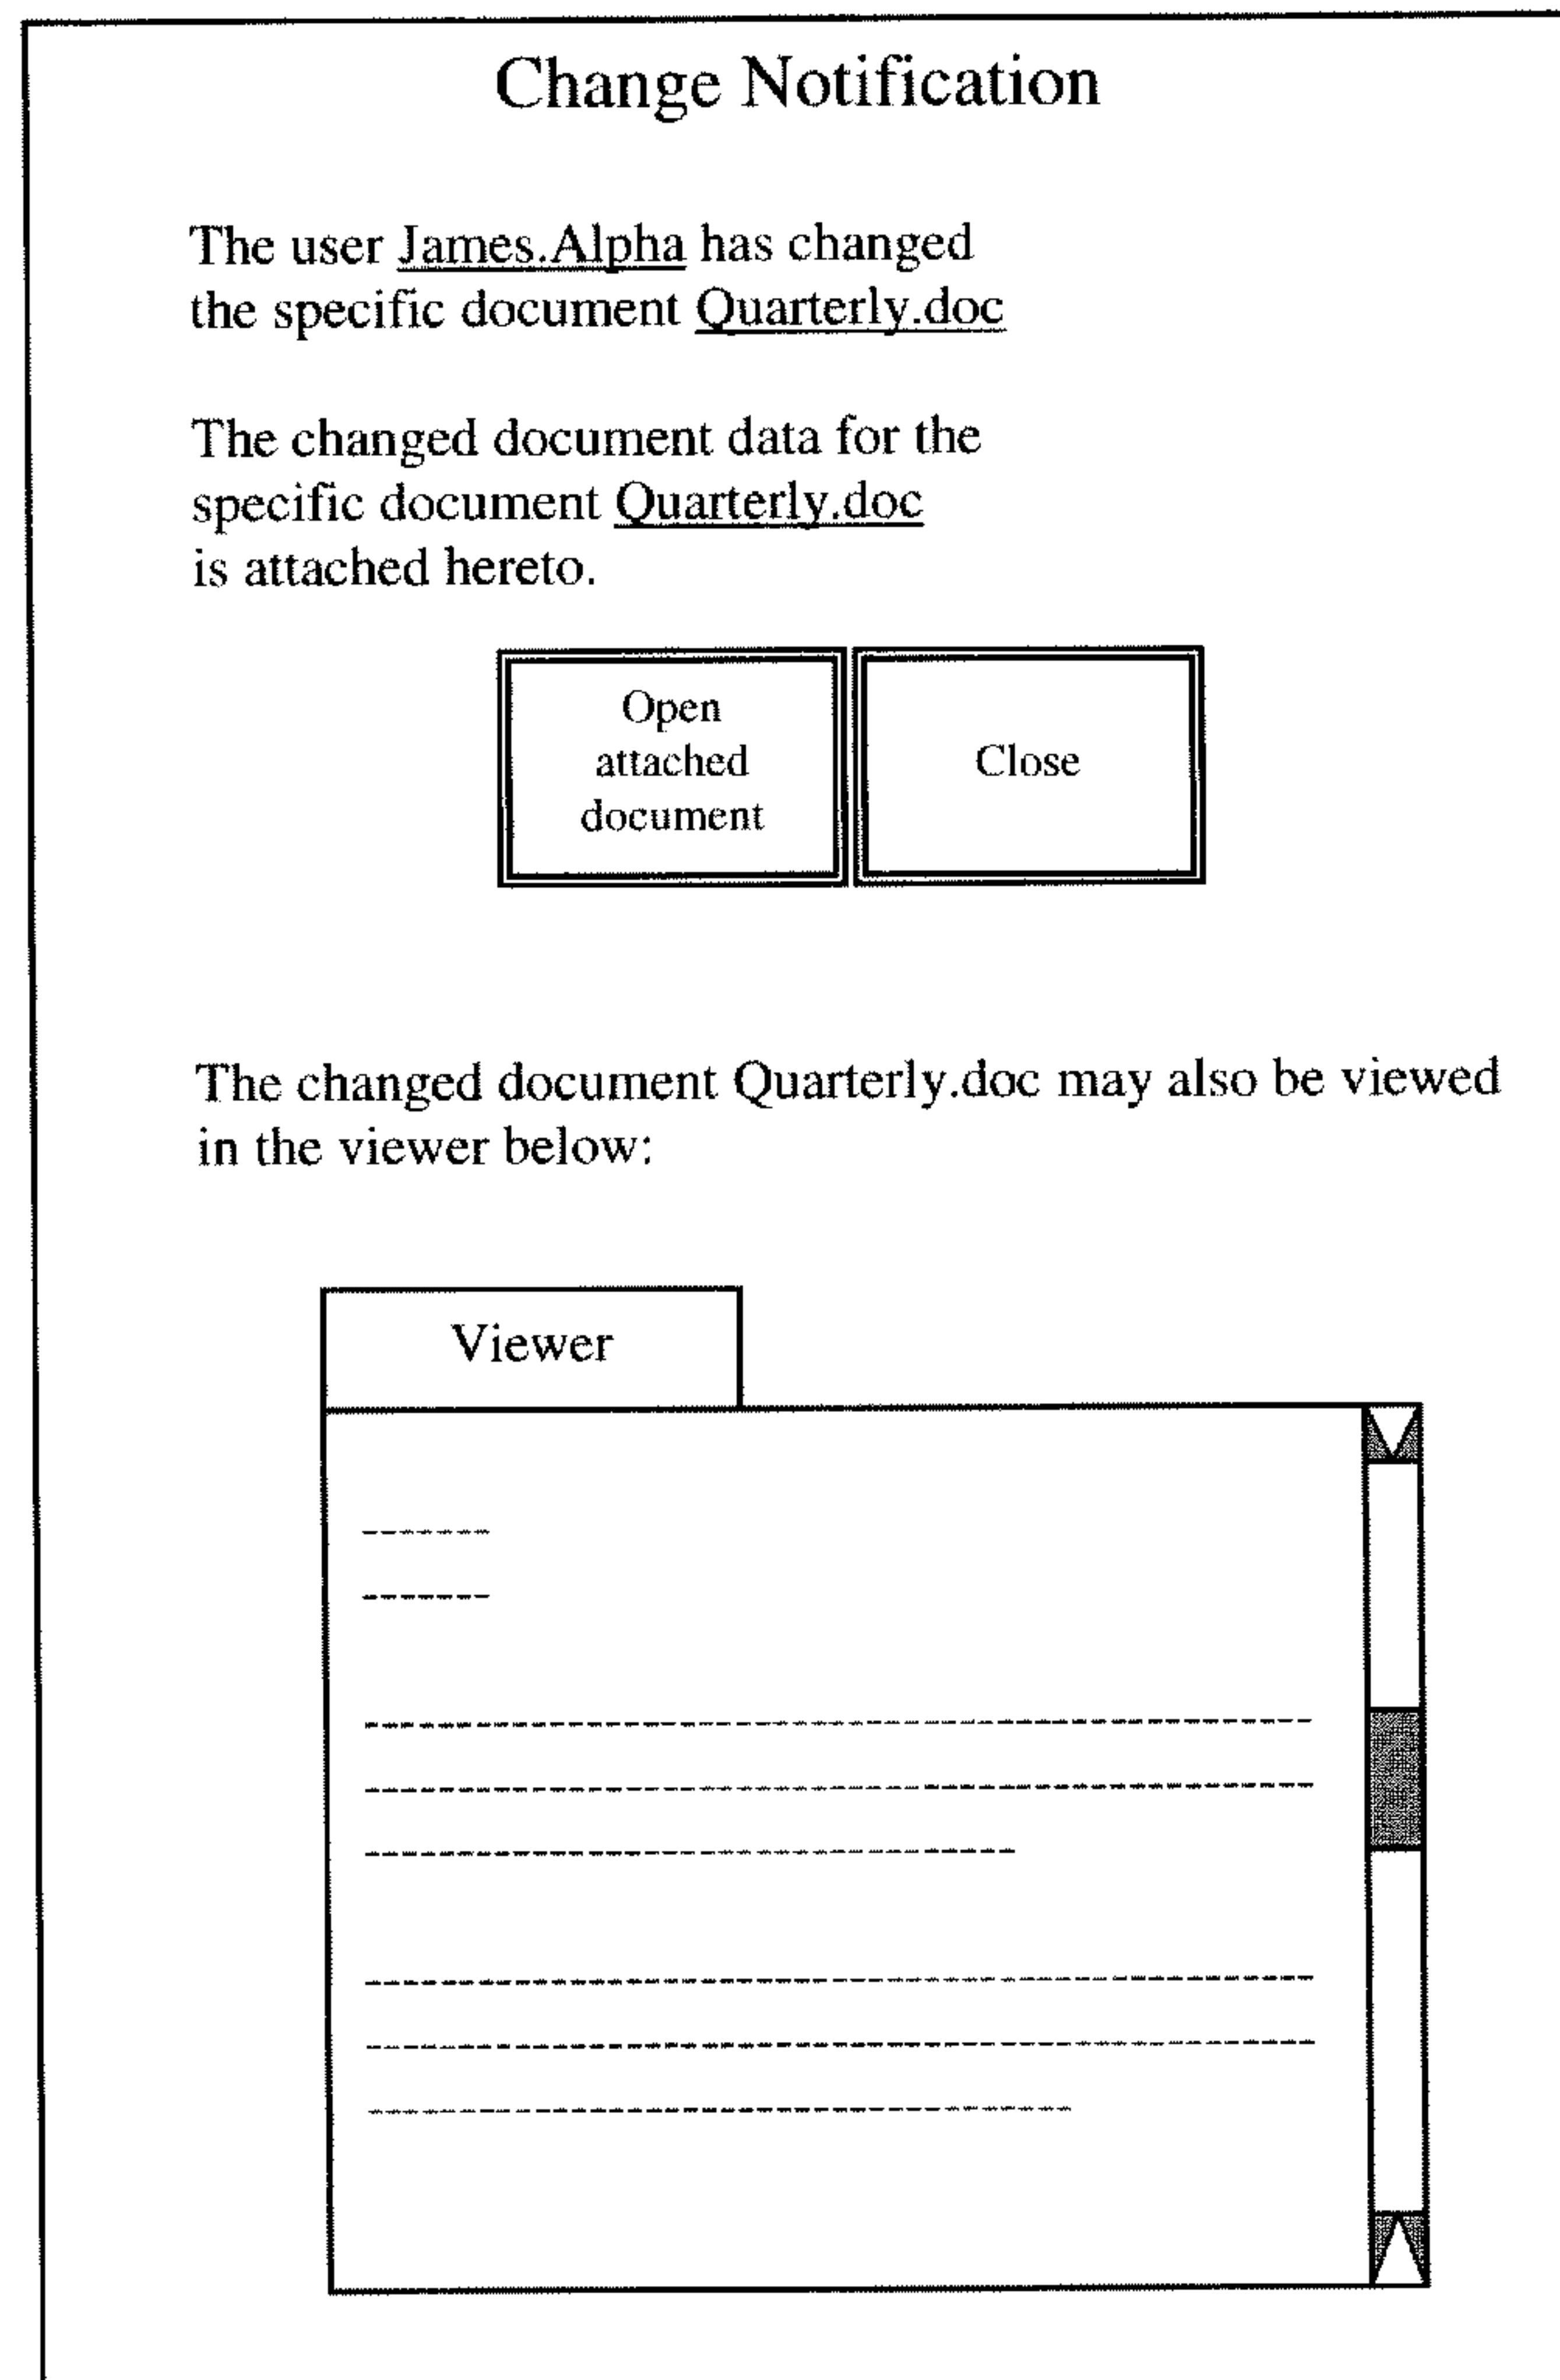 Change Notification
The user James.Alpha has changed
the specific document Quarterly.doc
The changed document data for the
specific document Quarterly.doc
is attached hereto.
Open
attached
document
Close
The changed document Quarterly.doc may also be viewed
in the viewer below:
Viewer